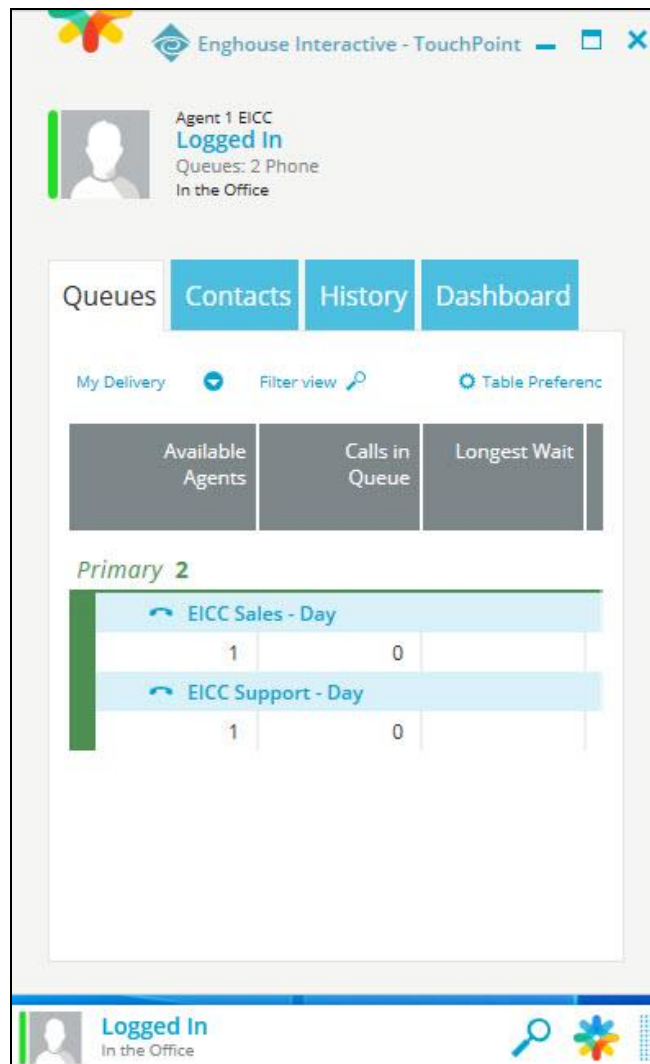 Enghouse Interactive - TouchPoint
Agent 1 EICC
Logged In
Queues: 2 Phone
In the Office
Queues Contacts History Dashboard
My Delivery Filter view Table Preferenc
Available Agents Calls in Queue Longest Wait
Primary 2
EICC Sales - Day
1 0
EICC Support - Day
1 0
Logged In
In the Office